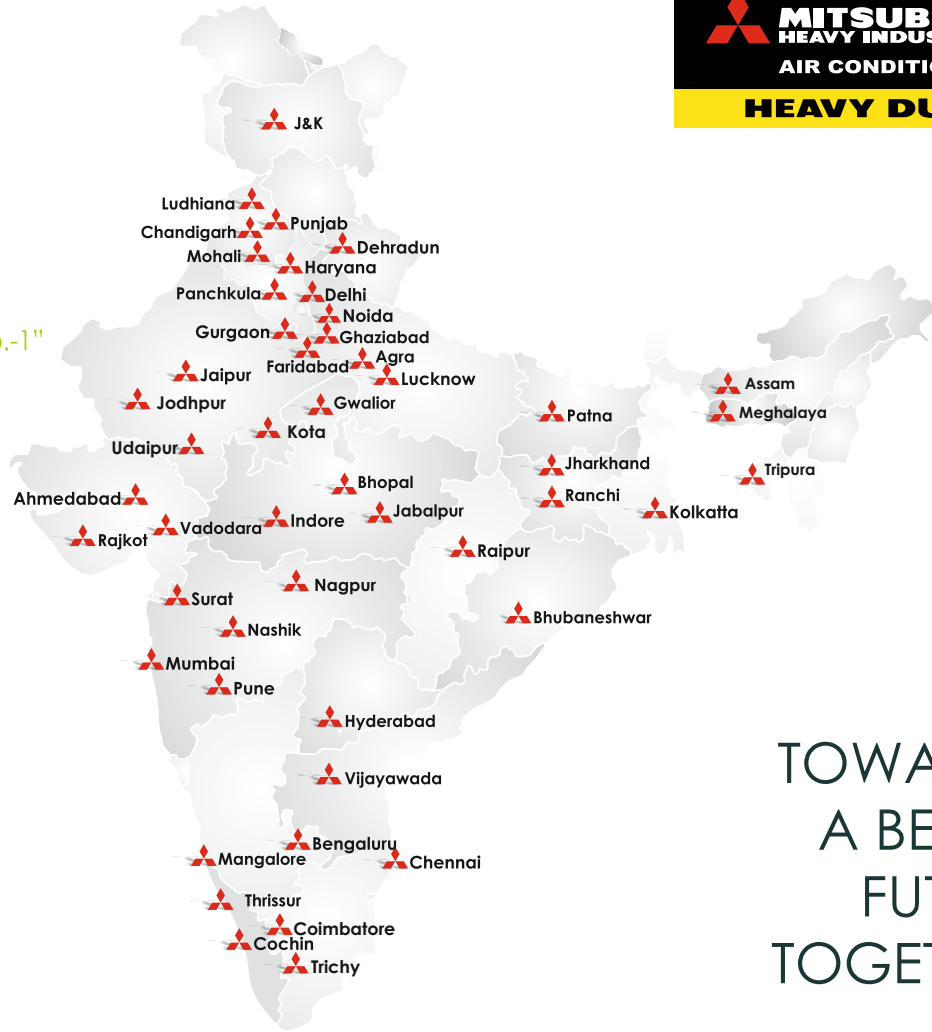 MITSUB
HEAVY INDUS
AIR CONDITIO
HEAVY DU
J&K
Ludhiana
Punjab
Chandigarh
Dehradun
Mohali
Haryana
Panchkula
Delhi
Noida
Gurgaon
Ghaziabad
.-1”
Faridabad
Agra
Jaipur
Lucknow
Assam
Jodhpur
Gwalior
Patna
Meghalaya
Kota
Udaipur
Jharkhand
Tripura
Bhopal
Ahmedabad
Ranchi
Jabalpur
Kolkatta
Vadodara
Indore
Rajkot
Raipur
Nagpur
Surat
Bhubaneshwar
Nashik
Mumbai
Pune
Hyderabad
Vijayawada
Bengaluru
Mangalore
Chennai
Thrissur
Coimbatore
Cochin
Trichy
TOWA
A BE
FUT
TOGET